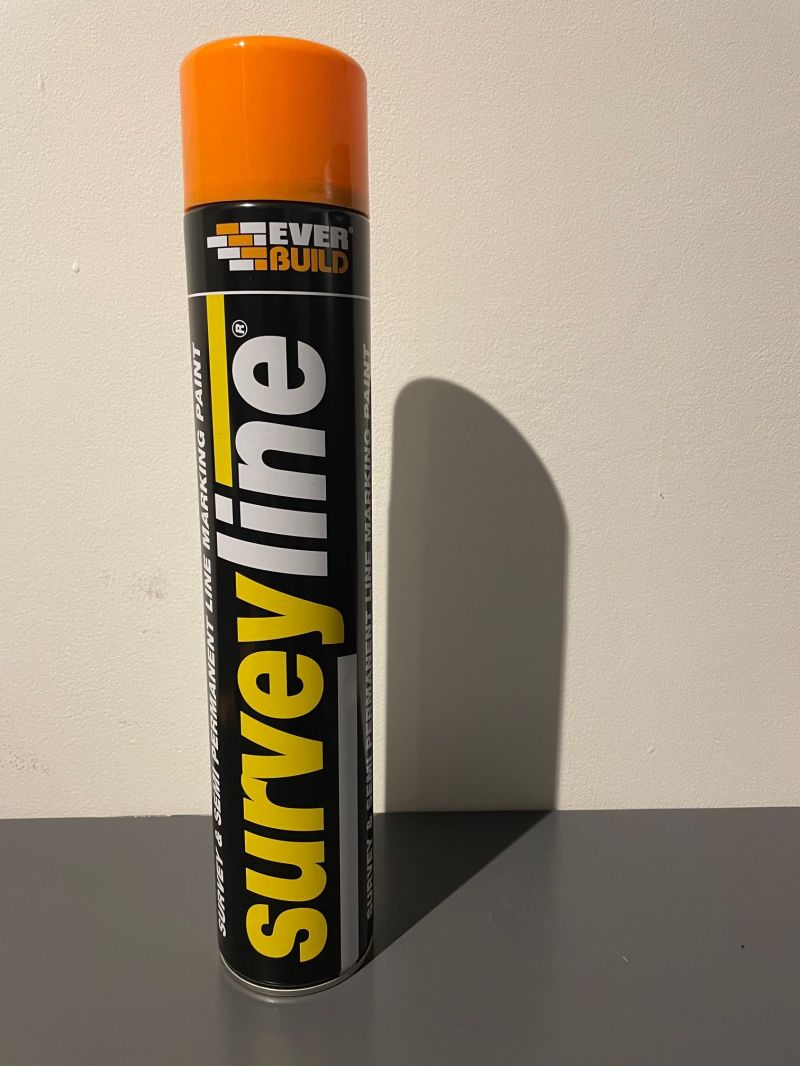 EVER
BUILD
surveyline®
SURVEY & SEMI PERMANENT LINE MARKING PAINT
SURVEY & SEMI PERMANENT LINE MARKING PAINT